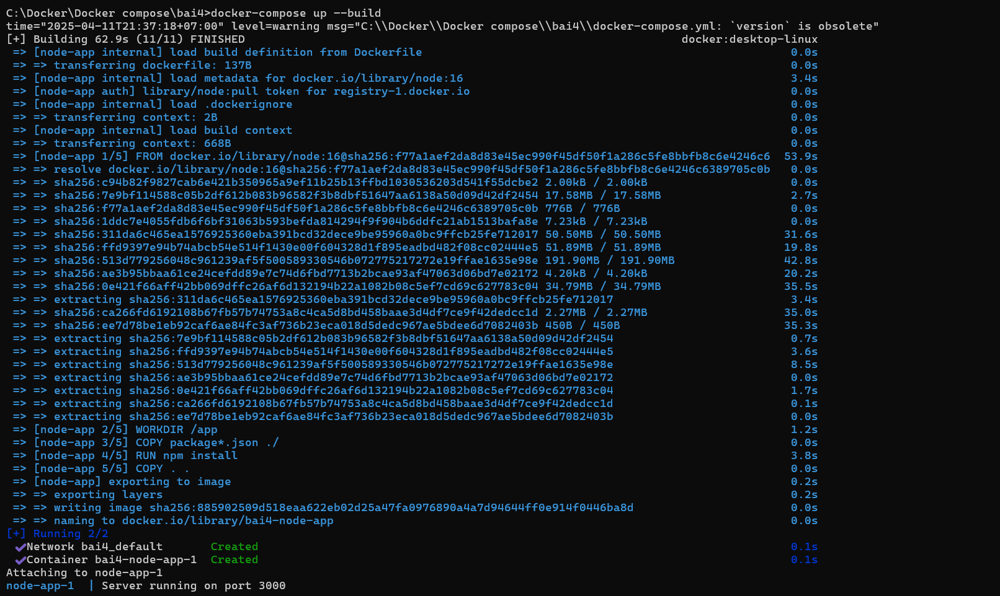 C:\Docker\Docker compose\bai4>docker-compose up --build
time="2025-04-11T21:37:18+07:00" level=warning msg="C:\\Docker\\Docker compose\\bai4\\docker-compose.yml: `version` is obsolete"
[+] Building 62.9s (11/11) FINISHED docker:desktop-linux
=> [node-app internal] load build definition from Dockerfile 0.0s
=> => transferring dockerfile: 137B 0.0s
=> [node-app internal] load metadata for docker.io/library/node:16 3.4s
=> [node-app auth] library/node:pull token for registry-1.docker.io 0.0s
=> [node-app internal] load .dockerignore 0.0s
=> => transferring context: 2B 0.0s
=> [node-app internal] load build context 0.0s
=> => transferring context: 668B 0.0s
=> [node-app 1/5] FROM docker.io/library/node:16@sha256:f77a1aef2da8d83e45ec990f45df50f1a286c5fe8bbfb8c6e4246c6 53.9s
=> => resolve docker.io/library/node:16@sha256:f77a1aef2da8d83e45ec990f45df50f1a286c5fe8bbfb8c6e4246c6389705c0b 0.0s
=> => sha256:c94b82f9827cab6e421b350965a9ef11b25b13ffbd1030536203d541f55dcbe2 2.00kB / 2.00kB 0.0s
=> => sha256:7e9bf114588c05b2df612b083b96582f3b8dbf51647aa6138a50d09d42df2454 17.58MB / 17.58MB 2.7s
=> => sha256:f77a1aef2da8d83e45ec990f45df50f1a286c5fe8bbfb8c6e4246c6389705c0b 776B / 776B 0.0s
=> => sha256:1ddc7e4055fdb6f6bf31063b593befda814294f9f904b6ddfc21ab1513bafa8e 7.23kB / 7.23kB 0.0s
=> => sha256:311da6c465ea1576925360eba391bcd32dece9be95960a0bc9ffcb25fe712017 50.50MB / 50.50MB 31.6s
=> => sha256:ffd9397e94b74abcb54e514f1430e00f604328d1f895eadbd482f08cc02444e5 51.89MB / 51.89MB 19.8s
=> => sha256:513d779256048c961239af5f500589330546b072775217272e19ffae1635e98e 191.90MB / 191.90MB 42.8s
=> => sha256:ae3b95bbaa61ce24cefdd89e7c74d6fbd7713b2bcae93af47063d06bd7e02172 4.20kB / 4.20kB 20.2s
=> => sha256:0e421f66aff42bb069dffc26af6d132194b22a1082b08c5ef7cd69c627783c04 34.79MB / 34.79MB 35.5s
=> => extracting sha256:311da6c465ea1576925360eba391bcd32dece9be95960a0bc9ffcb25fe712017 3.4s
=> => sha256:ca266fd6192108b67fb57b74753a8c4ca5d8bd458baae3d4df7ce9f42dedcc1d 2.27MB / 2.27MB 35.0s
=> => sha256:ee7d78be1eb92caf6ae84fc3af736b23eca018d5dedc967ae5bdee6d7082403b 450B / 450B 35.3s
=> => extracting sha256:7e9bf114588c05b2df612b083b96582f3b8dbf51647aa6138a50d09d42df2454 0.7s
=> => extracting sha256:ffd9397e94b74abcb54e514f1430e00f604328d1f895eadbd482f08cc02444e5 3.6s
=> => extracting sha256:513d779256048c961239af5f500589330546b072775217272e19ffae1635e98e 8.5s
=> => extracting sha256:ae3b95bbaa61ce24cefdd89e7c74d6fbd7713b2bcae93af47063d06bd7e02172 0.0s
=> => extracting sha256:0e421f66aff42bb069dffc26af6d132194b22a1082b08c5ef7cd69c627783c04 1.7s
=> => extracting sha256:ca266fd6192108b67fb57b74753a8c4ca5d8bd458baae3d4df7ce9f42dedcc1d 0.1s
=> => extracting sha256:ee7d78be1eb92caf6ae84fc3af736b23eca018d5dedc967ae5bdee6d7082403b 0.0s
=> [node-app 2/5] WORKDIR /app 1.2s
=> [node-app 3/5] COPY package*.json ./ 0.0s
=> [node-app 4/5] RUN npm install 3.8s
=> [node-app 5/5] COPY . . 0.0s
=> [node-app] exporting to image 0.2s
=> => exporting layers 0.2s
=> => writing image sha256:885902509d518eaa622eb02d25a47fa0976890a4a7d94644ff0e914f0446ba8d 0.0s
=> => naming to docker.io/library/bai4-node-app 0.0s
[+] Running 2/2
✔Network bai4_default Created 0.1s
✔Container bai4-node-app-1 Created 0.1s
Attaching to node-app-1
node-app-1 | Server running on port 3000